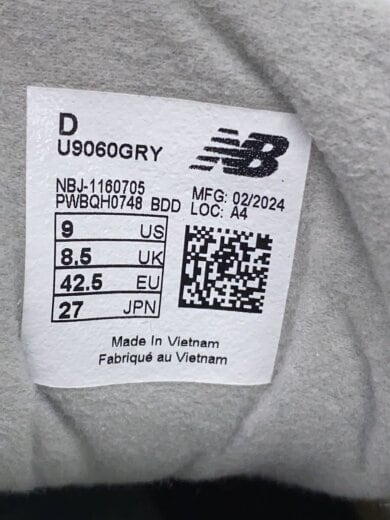 D
U9060GRY
NB
NBJ-1160705
PWBQH0748 BDD
MFG: 02/2024
LOC: A4
9 US
8.5 UK
42.5 EU
27 JPN
Made In Vietnam
Fabriqué au Vietnam